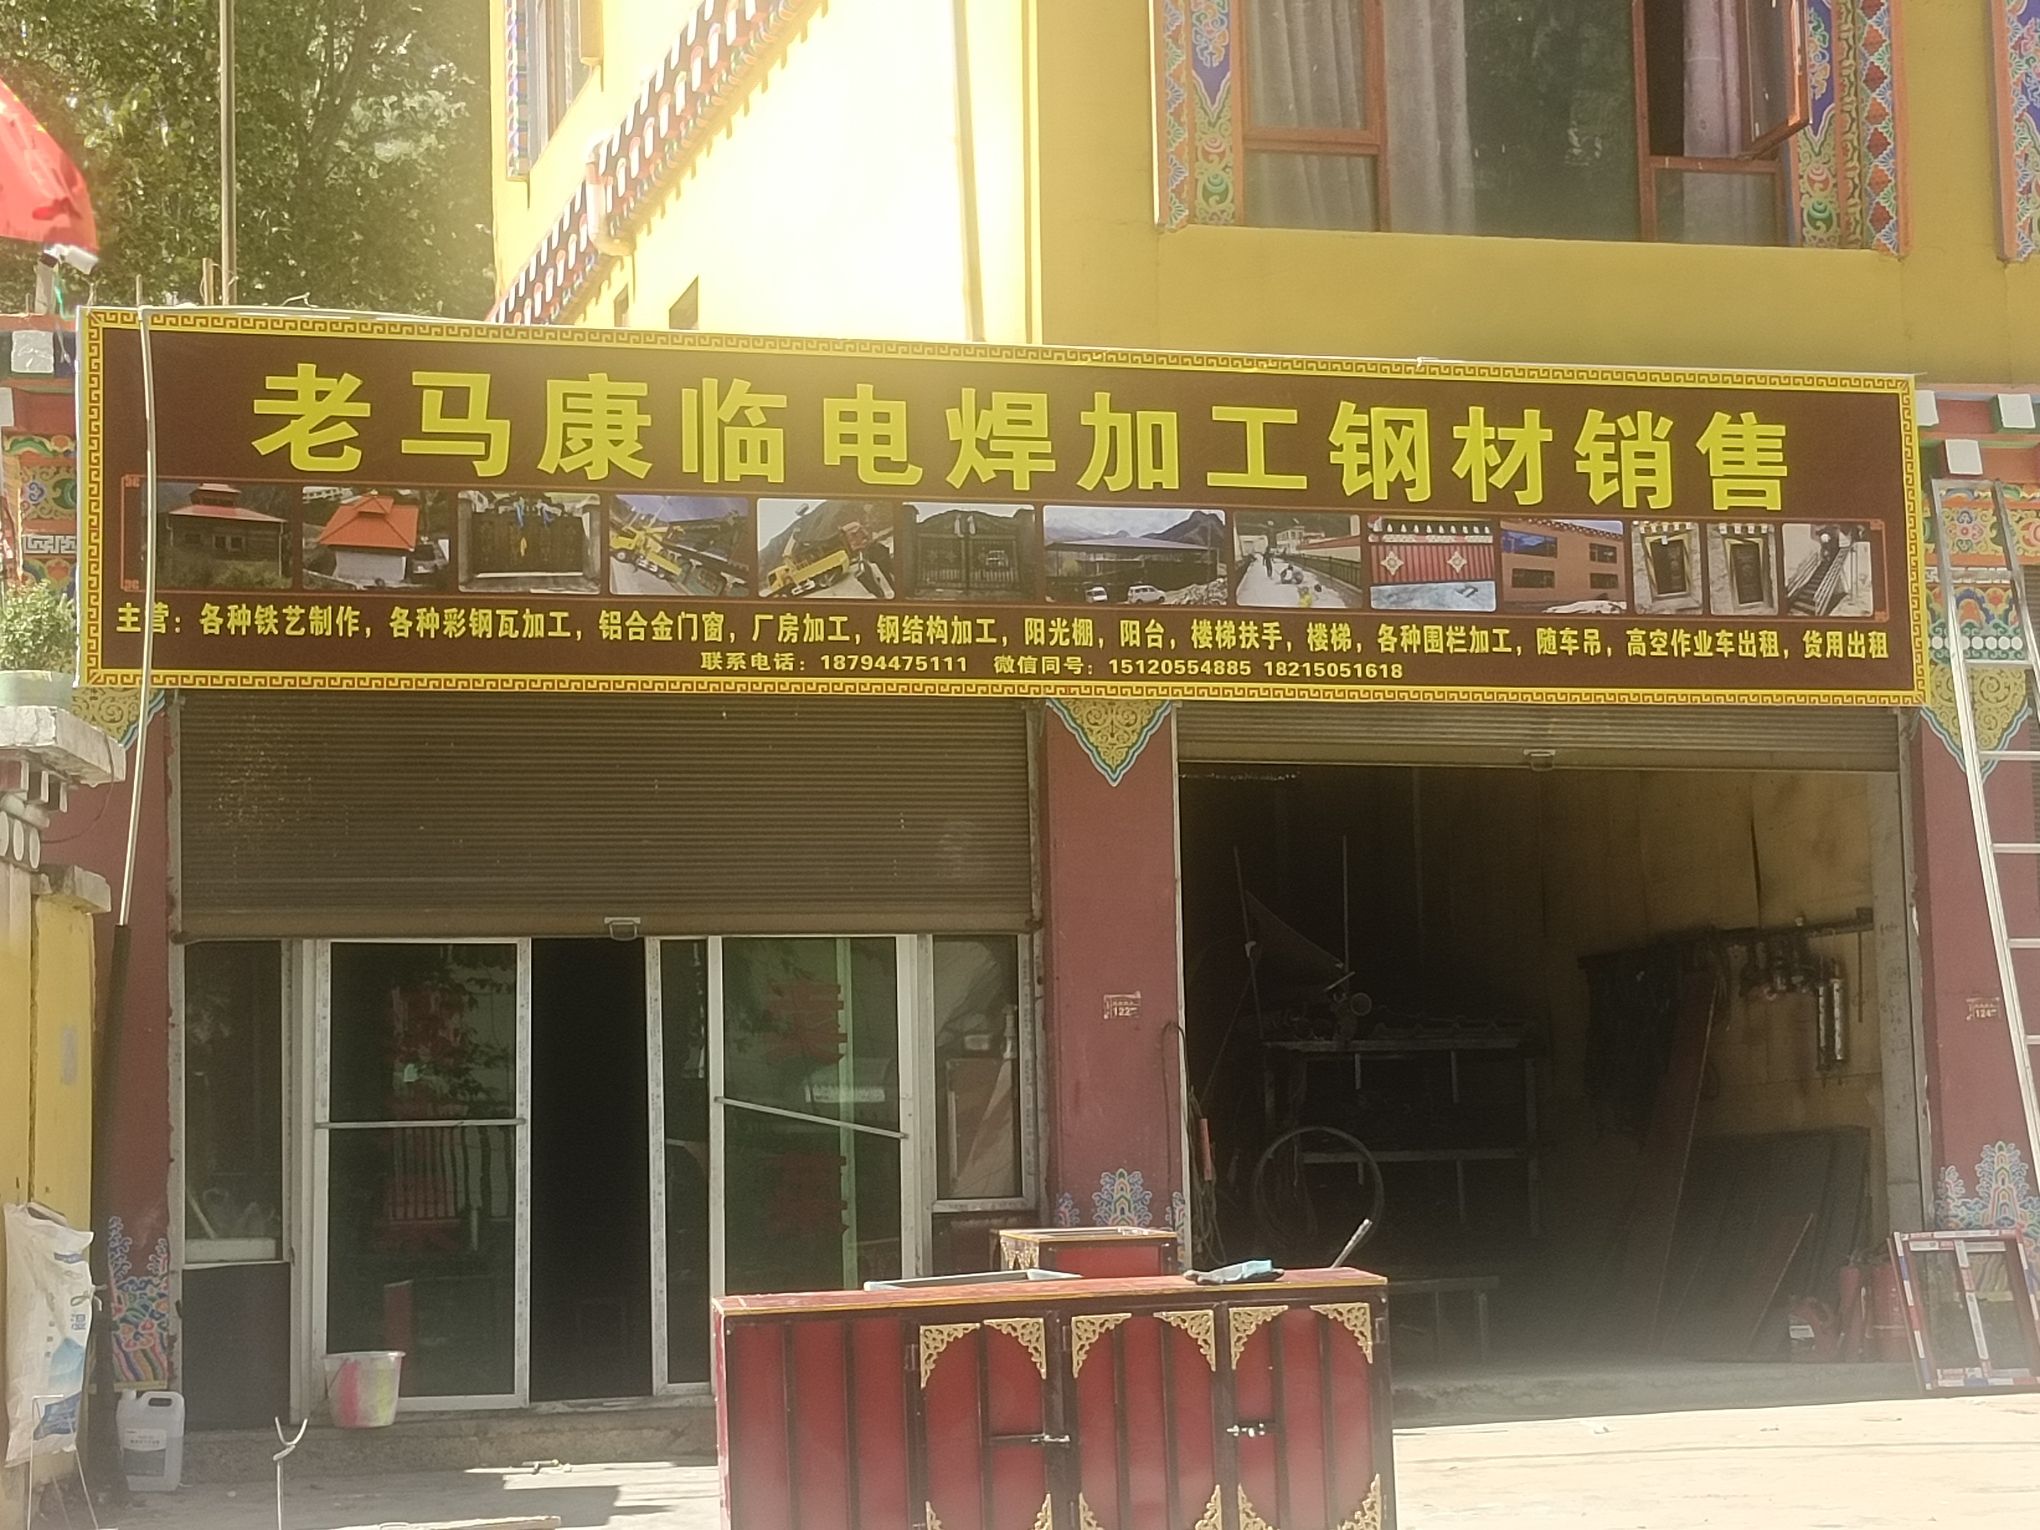 老马康临电焊加工钢材销售
主营：各种铁艺制作，各种彩钢瓦加工，铝合金门窗，厂房加工，钢结构加工，阳光棚，阳台，楼梯扶手，楼梯，各种围栏加工，随车吊，高空作业车出租，货用出租
联系电话：18794475111 微信同号：15120554885 18215051618
122
124